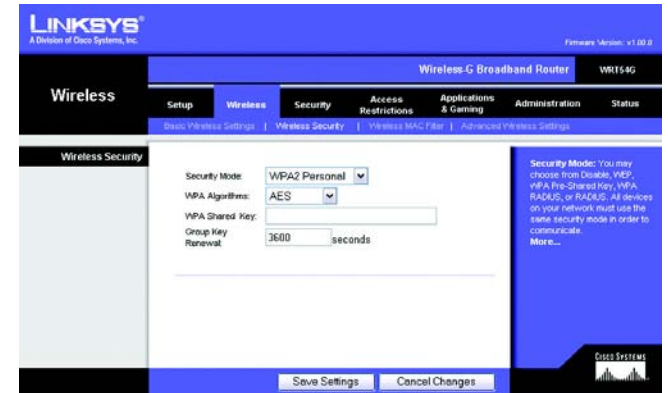 LINKSYS®
A Division of Cisco Systems, Inc.
Firmware Version: v1.00.0
Wireless-G Broadband Router WRT54G
Wireless
Setup Wireless Security Access Restrictions Applications & Gaming Administration Status
Basic Wireless Settings | Wireless Security | Wireless MAC Filter | Advanced Wireless Settings
Wireless Security
Security Mode: WPA2 Personal
WPA Algorithms: AES
WPA Shared Key:
Group Key Renewal: 3600 seconds
Security Mode: You may
choose from Disable, WEP,
WPA Pre-Shared Key, WPA
RADIUS, or RADIUS. All devices
on your network must use the
same security mode in order to
communicate.
More...
CISCO SYSTEMS
Save Settings Cancel Changes